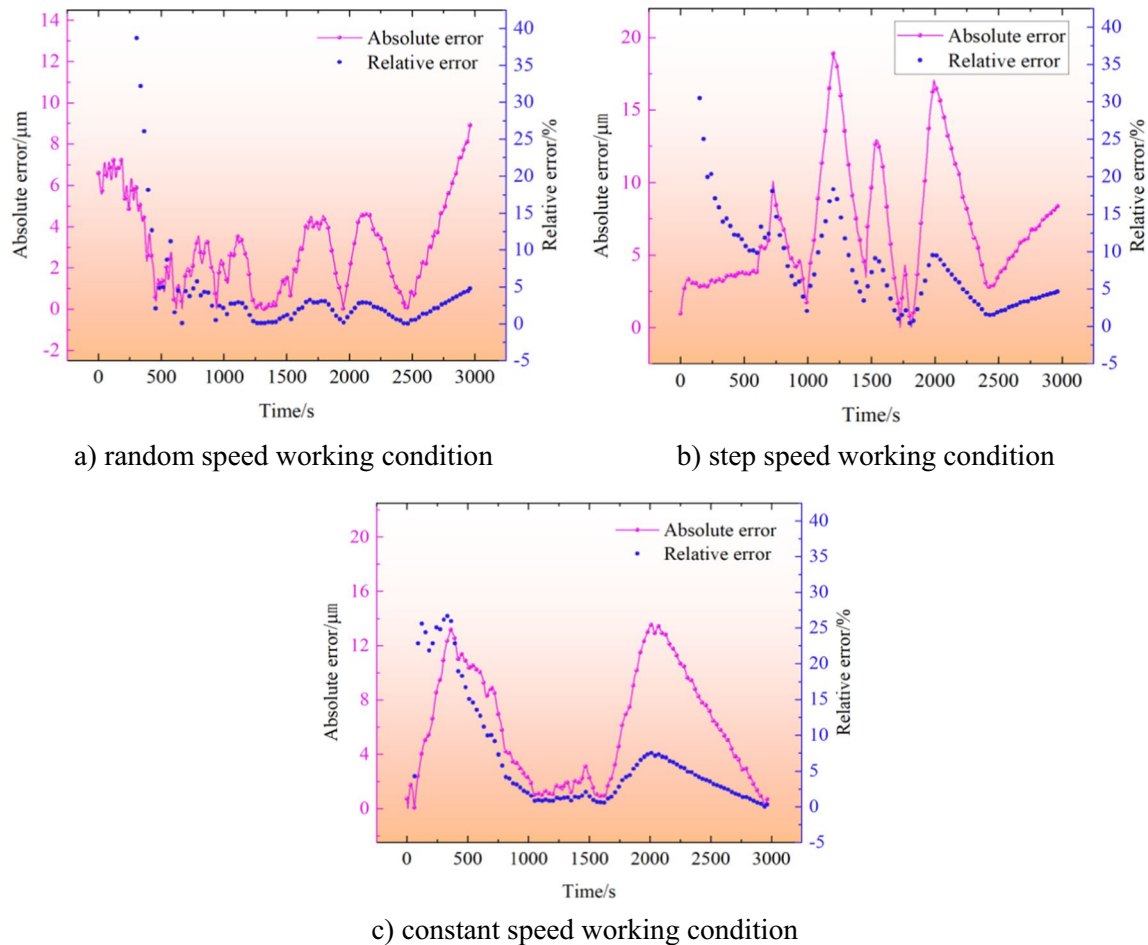 14
12
10
8
6
4
2
0
-2
Absolute error/μm
Absolute error
Relative error
40
35
30
25
20
15
10
5
0
-5
Relative error/%
0 500 1000 1500 2000 2500 3000
Time/s
a) random speed working condition
20
15
10
5
0
Absolute error/μm
Absolute error
Relative error
40
35
30
25
20
15
10
5
0
-5
Relative error/%
0 500 1000 1500 2000 2500 3000
Time/s
b) step speed working condition
20
16
12
8
4
0
Absolute error/μm
Absolute error
Relative error
40
35
30
25
20
15
10
5
0
-5
Relative error/%
0 500 1000 1500 2000 2500 3000
Time/s
c) constant speed working condition